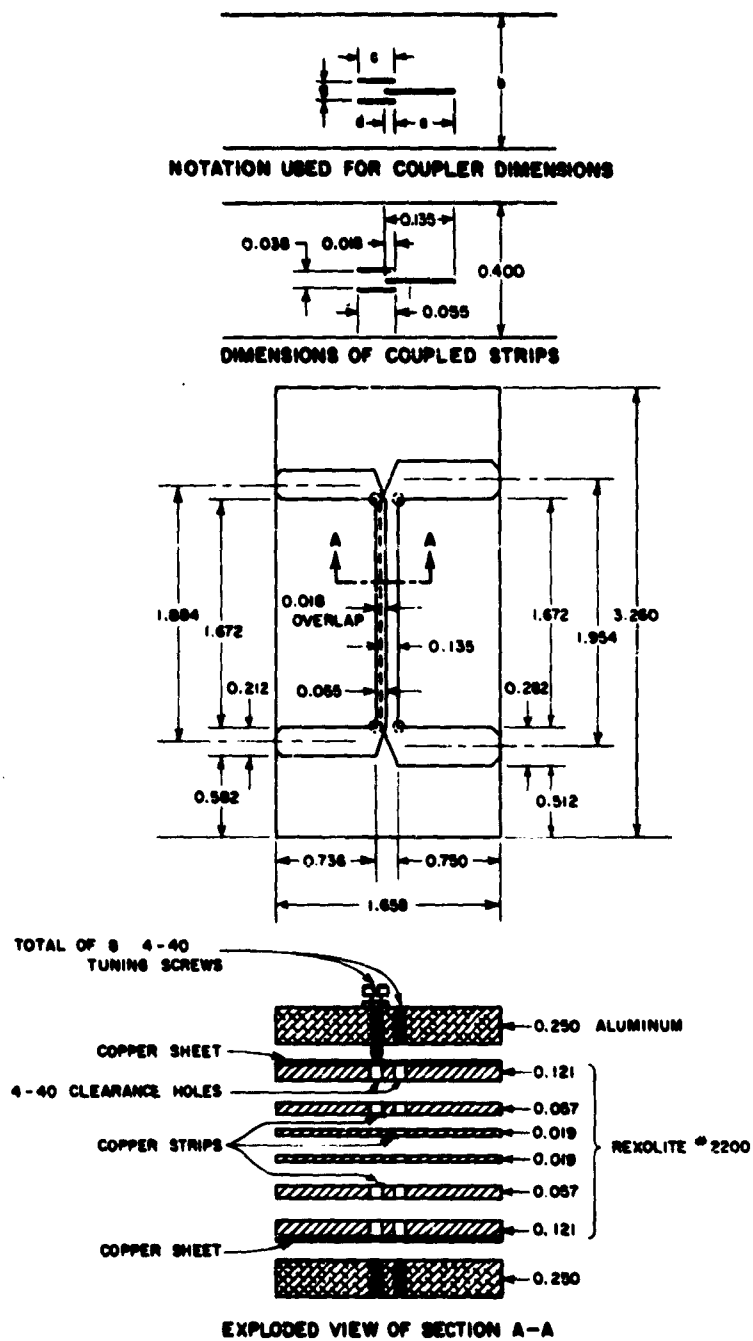 c
b
d
a
NOTATION USED FOR COUPLER DIMENSIONS
0.135
0.038
0.018
0.400
0.055
DIMENSIONS OF COUPLED STRIPS
A
A
0.018
OVERLAP
1.884
1.672
1.672
1.954
3.260
0.135
0.212
0.055
0.282
0.582
0.512
0.736
0.750
1.658
TOTAL OF 8 4-40
TUNING SCREWS
0.250 ALUMINUM
COPPER SHEET
0.121
4-40 CLEARANCE HOLES
0.057
0.019
COPPER STRIPS
REXOLITE #2200
0.019
0.057
0.121
COPPER SHEET
0.250
EXPLODED VIEW OF SECTION A-A